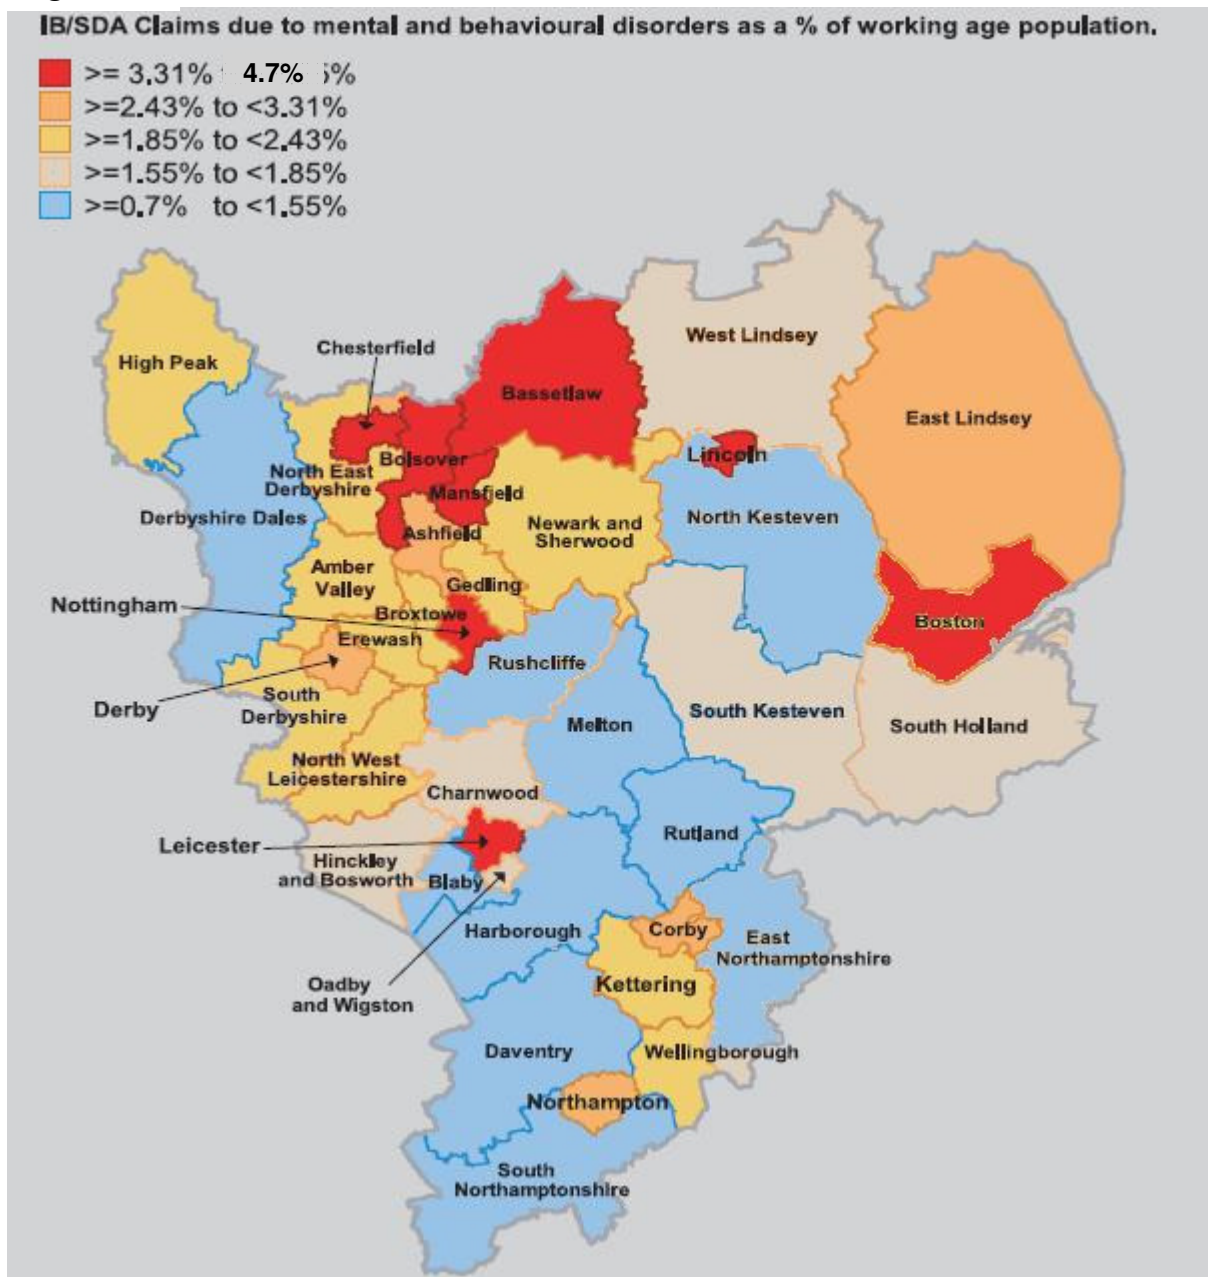 IB/SDA Claims due to mental and behavioural disorders as a % of working age population.
>= 3.31% 4.7% 5%
>=2.43% to <3.31%
>=1.85% to <2.43%
>=1.55% to <1.85%
>=0.7% to <1.55%
High Peak
Chesterfield
West Lindsey
Bassetlaw
East Lindsey
Bolsover
Lincoln
North East
Derbyshire
Mansfield
Derbyshire Dales
North Kesteven
Newark and
Sherwood
Ashfield
Amber
Valley
Gedling
Nottingham
Broxtowe
Boston
Erewash
Rushcliffe
Derby
South
Derbyshire
Melton
South Kesteven
South Holland
North West
Leicestershire
Charnwood
Rutland
Leicester
Hinckley
and Bosworth
Blaby
Harborough
Corby
East
Northamptonshire
Oadby
and Wigston
Kettering
Daventry
Wellingborough
Northampton
South
Northamptonshire